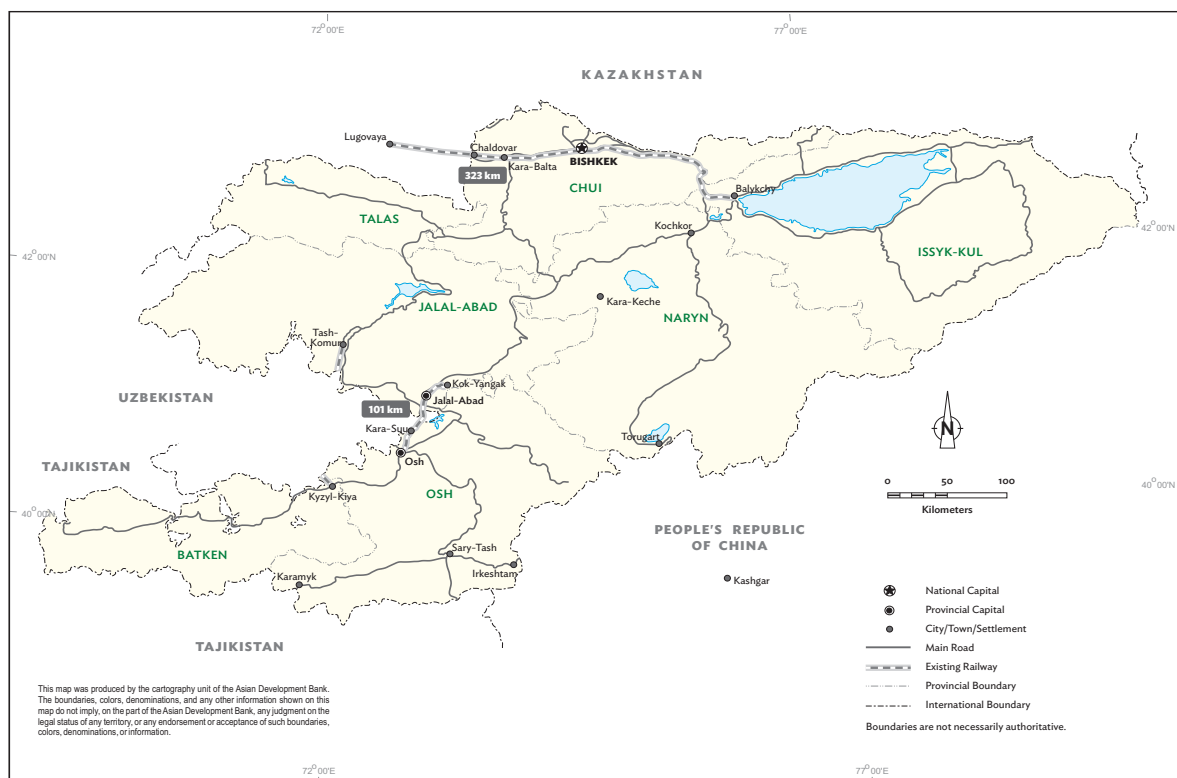 72°00'E
77°00'E
KAZAKHSTAN
Lugovaya
Chaldovar
BISHKEK
Kara-Balta
323 km
CHUI
Balykchy
TALAS
Kochkor
42°00'N
42°00'N
ISSYK-KUL
JALAL-ABAD
Kara-Keche
NARYN
Tash-
Komur
Kok-Yangak
UZBEKISTAN
Jalal-Abad
101 km
Kara-Suu
Torugart
N
Osh
TAJIKISTAN
Kyzyl-Kiya
OSH
0 50 100
Kilometers
40°00'N
40°00'N
PEOPLE'S REPUBLIC
OF CHINA
BATKEN
Sary-Tash
Irkeshtam
Karamyk
Kashgar
National Capital
Provincial Capital
City/Town/Settlement
TAJIKISTAN
Main Road
Existing Railway
Provincial Boundary
International Boundary
Boundaries are not necessarily authoritative.
This map was produced by the cartography unit of the Asian Development Bank.
The boundaries, colors, denominations, and any other information shown on this
map do not imply, on the part of the Asian Development Bank, any judgment on the
legal status of any territory, or any endorsement or acceptance of such boundaries,
colors, denominations, or information.
72°00'E
77°00'E